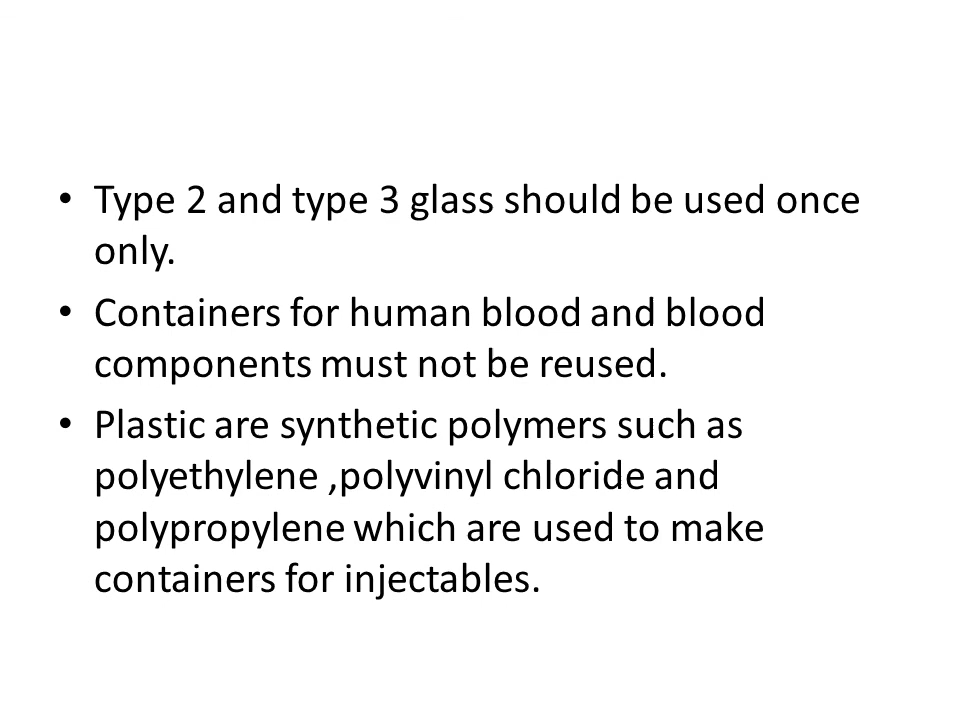 • Type 2 and type 3 glass should be used once
only.
• Containers for human blood and blood
components must not be reused.
• Plastic are synthetic polymers such as
polyethylene ,polyvinyl chloride and
polypropylene which are used to make
containers for injectables.